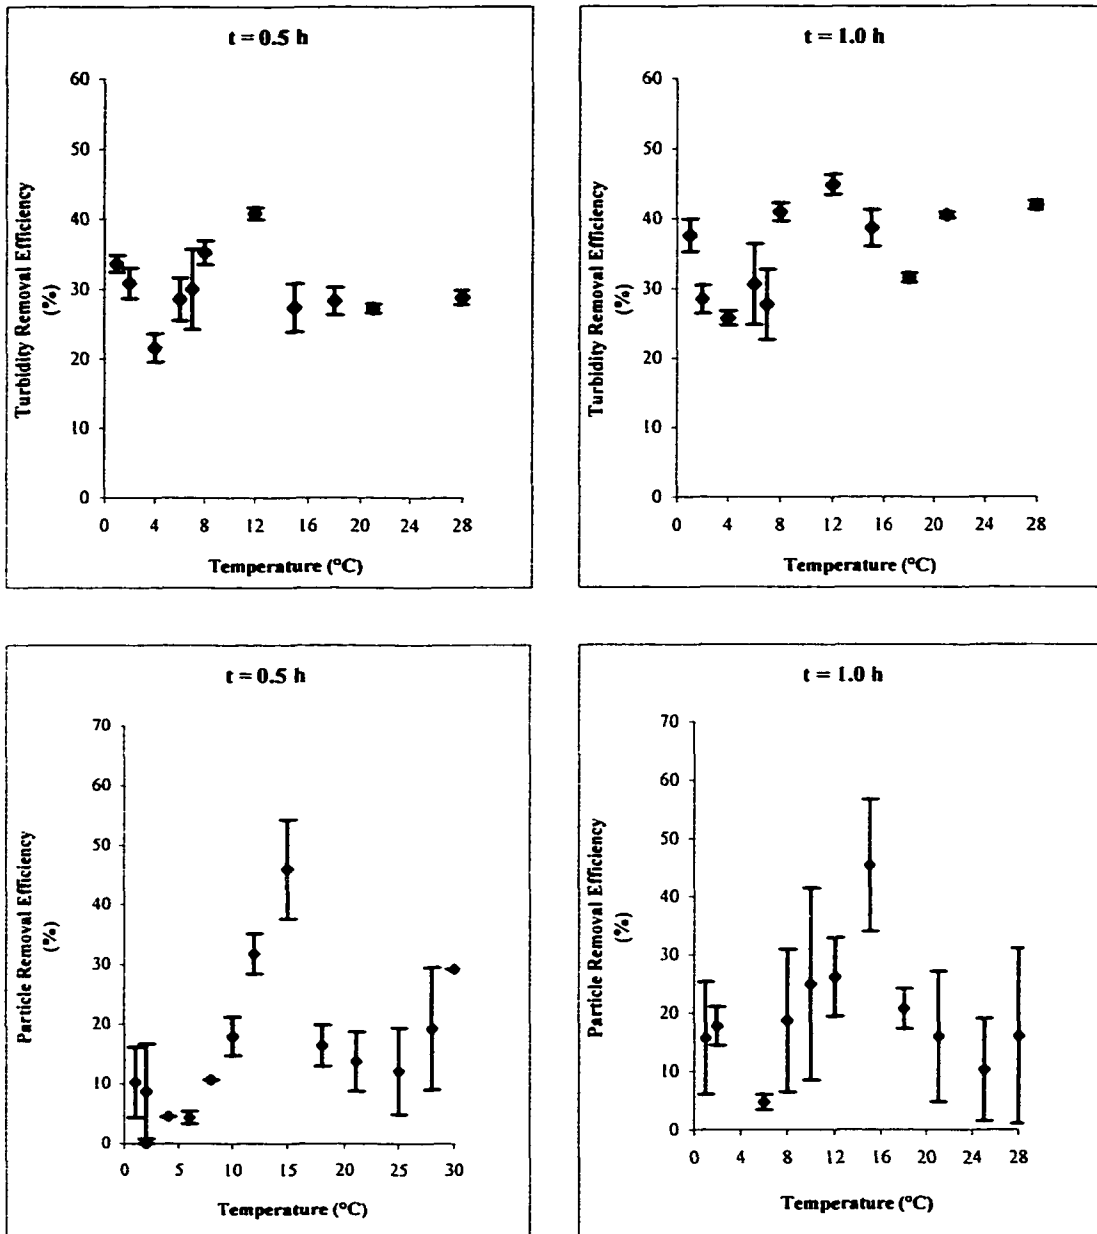 t = 0.5 h
60
50
40
30
20
10
0
Turbidity Removal Efficiency
(%)
0 4 8 12 16 20 24 28
Temperature (°C)
t = 1.0 h
60
50
40
30
20
10
0
Turbidity Removal Efficiency
(%)
0 4 8 12 16 20 24 28
Temperature (°C)
t = 0.5 h
70
60
50
40
30
20
10
0
Particle Removal Efficiency
(%)
0 5 10 15 20 25 30
Temperature (°C)
t = 1.0 h
70
60
50
40
30
20
10
0
Particle Removal Efficiency
(%)
0 4 8 12 16 20 24 28
Temperature (°C)